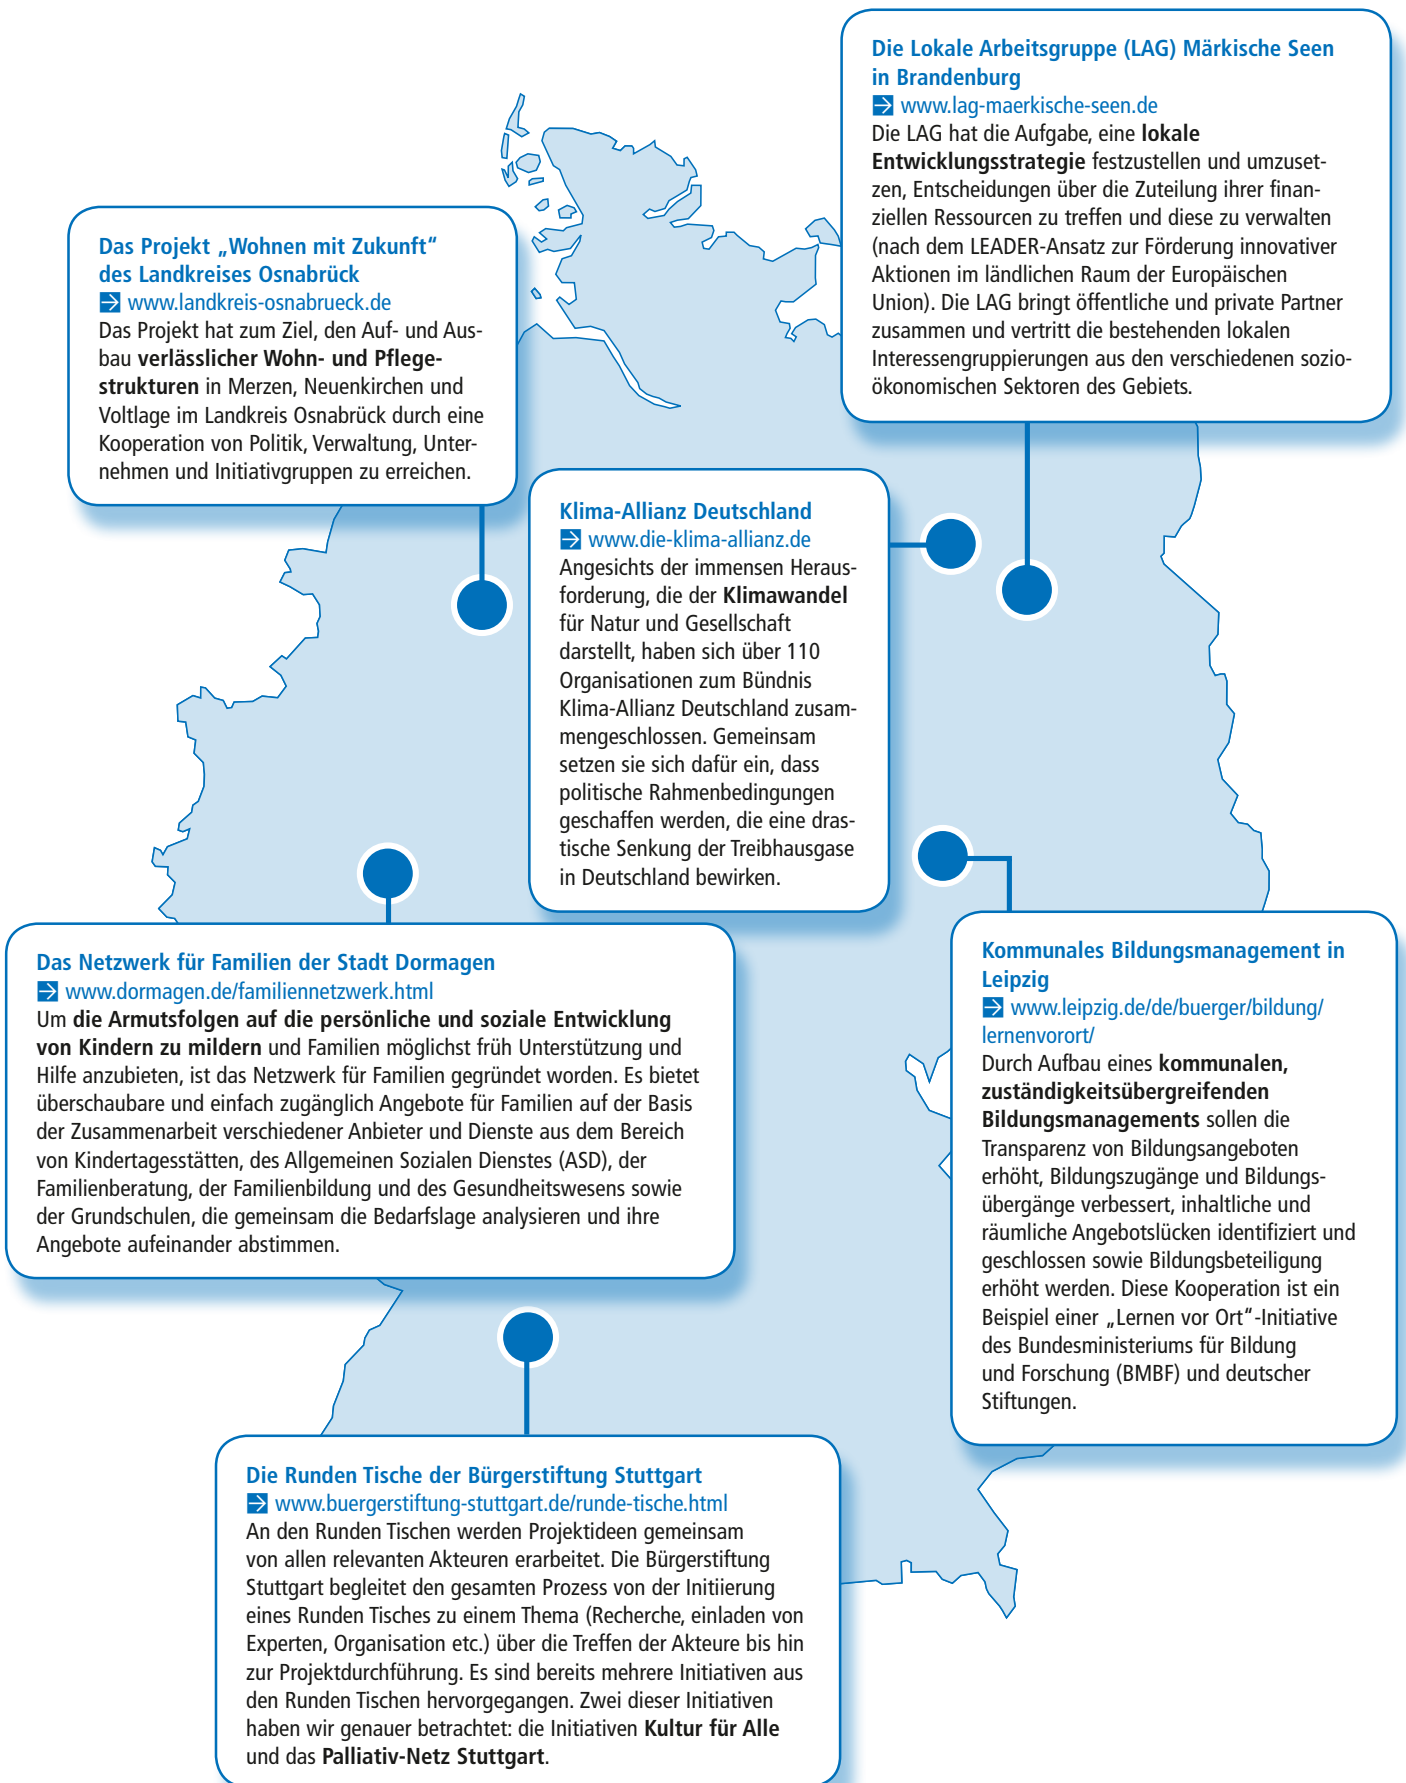 Die Lokale Arbeitsgruppe (LAG) Märkische Seen
in Brandenburg
www.lag-maerkische-seen.de
Die LAG hat die Aufgabe, eine lokale
Entwicklungsstrategie festzustellen und umzuset-
zen, Entscheidungen über die Zuteilung ihrer finan-
ziellen Ressourcen zu treffen und diese zu verwalten
(nach dem LEADER-Ansatz zur Förderung innovativer
Aktionen im ländlichen Raum der Europäischen
Union). Die LAG bringt öffentliche und private Partner
zusammen und vertritt die bestehenden lokalen
Interessengruppierungen aus den verschiedenen sozio-
ökonomischen Sektoren des Gebiets.
Das Projekt „Wohnen mit Zukunft“
des Landkreises Osnabrück
www.landkreis-osnabrueck.de
Das Projekt hat zum Ziel, den Auf- und Aus-
bau verlässlicher Wohn- und Pflege-
strukturen in Merzen, Neuenkirchen und
Voltlage im Landkreis Osnabrück durch eine
Kooperation von Politik, Verwaltung, Unter-
nehmen und Initiativgruppen zu erreichen.
Klima-Allianz Deutschland
www.die-klima-allianz.de
Angesichts der immensen Heraus-
forderung, die der Klimawandel
für Natur und Gesellschaft
darstellt, haben sich über 110
Organisationen zum Bündnis
Klima-Allianz Deutschland zusam-
mengeschlossen. Gemeinsam
setzen sie sich dafür ein, dass
politische Rahmenbedingungen
geschaffen werden, die eine dras-
tische Senkung der Treibhausgase
in Deutschland bewirken.
Das Netzwerk für Familien der Stadt Dormagen
www.dormagen.de/familiennetzwerk.html
Um die Armutsfolgen auf die persönliche und soziale Entwicklung
von Kindern zu mildern und Familien möglichst früh Unterstützung und
Hilfe anzubieten, ist das Netzwerk für Familien gegründet worden. Es bietet
überschaubare und einfach zugänglich Angebote für Familien auf der Basis
der Zusammenarbeit verschiedener Anbieter und Dienste aus dem Bereich
von Kindertagesstätten, des Allgemeinen Sozialen Dienstes (ASD), der
Familienberatung, der Familienbildung und des Gesundheitswesens sowie
der Grundschulen, die gemeinsam die Bedarfslage analysieren und ihre
Angebote aufeinander abstimmen.
Kommunales Bildungsmanagement in
Leipzig
www.leipzig.de/de/buerger/bildung/
lernenvorort/
Durch Aufbau eines kommunalen,
zuständigkeitsübergreifenden
Bildungsmanagements sollen die
Transparenz von Bildungsangeboten
erhöht, Bildungszugänge und Bildungs-
übergänge verbessert, inhaltliche und
räumliche Angebotslücken identifiziert und
geschlossen sowie Bildungsbeteiligung
erhöht werden. Diese Kooperation ist ein
Beispiel einer „Lernen vor Ort“-Initiative
des Bundesministeriums für Bildung
und Forschung (BMBF) und deutscher
Stiftungen.
Die Runden Tische der Bürgerstiftung Stuttgart
www.buergerstiftung-stuttgart.de/runde-tische.html
An den Runden Tischen werden Projektideen gemeinsam
von allen relevanten Akteuren erarbeitet. Die Bürgerstiftung
Stuttgart begleitet den gesamten Prozess von der Initiierung
eines Runden Tisches zu einem Thema (Recherche, einladen von
Experten, Organisation etc.) über die Treffen der Akteure bis hin
zur Projektdurchführung. Es sind bereits mehrere Initiativen aus
den Runden Tischen hervorgegangen. Zwei dieser Initiativen
haben wir genauer betrachtet: die Initiativen Kultur für Alle
und das Palliativ-Netz Stuttgart.